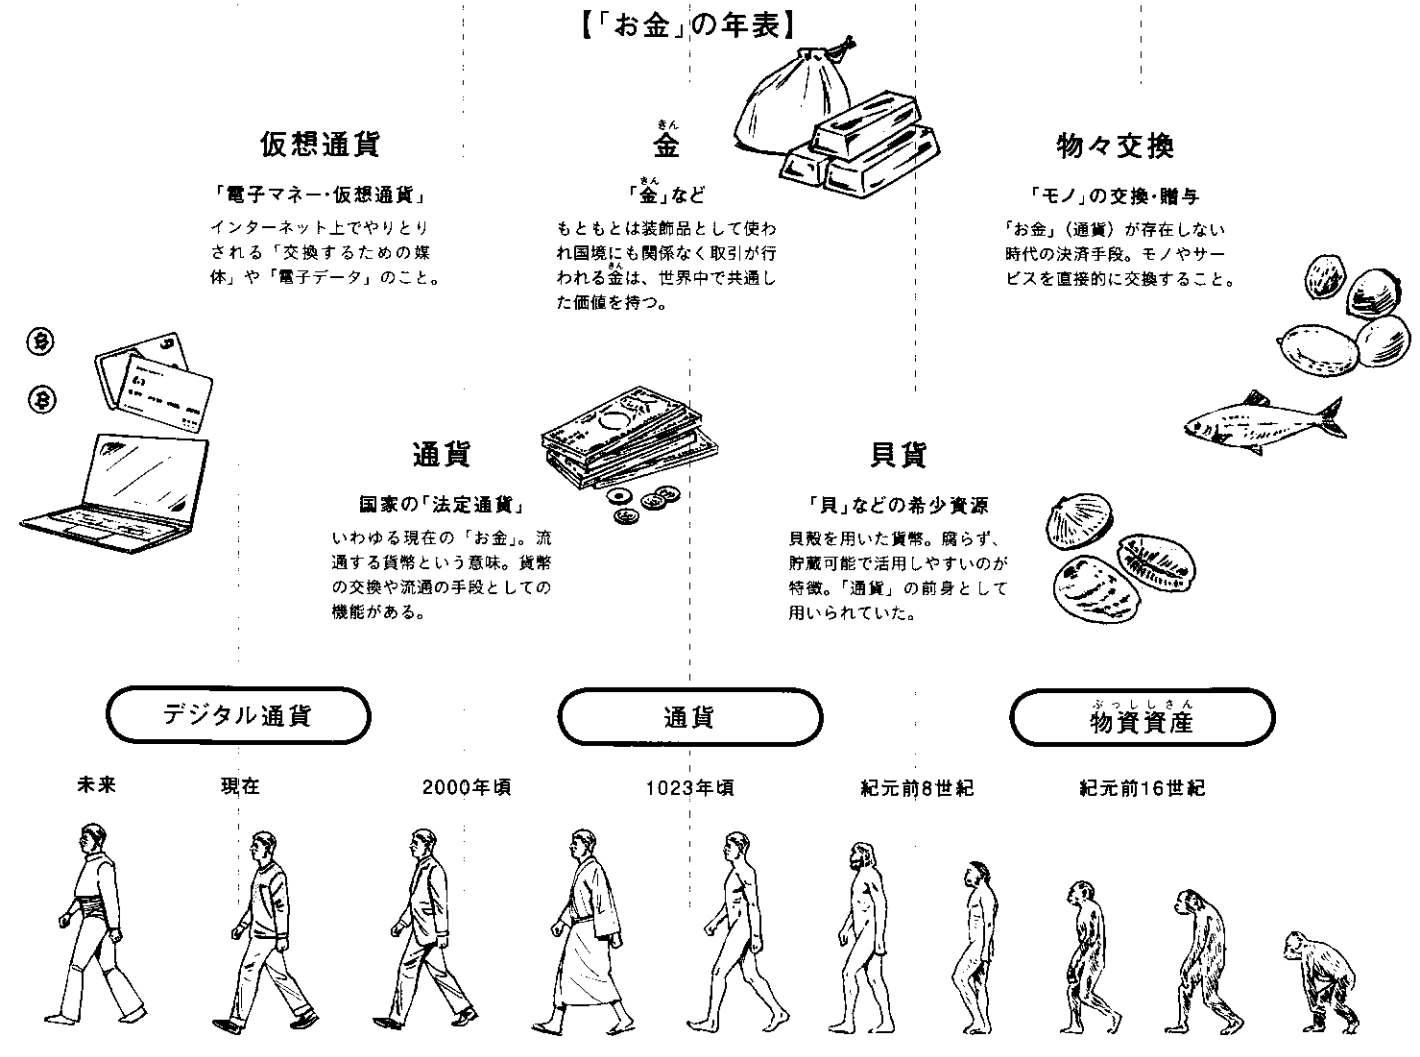 【「お金」の年表】
仮想通貨
「電子マネー・仮想通貨」
インターネット上でやりとり
される「交換するための媒
体」や「電子データ」のこと。
きん
金
きん
「金」など
もともとは装飾品として使わ
れ国境にも関係なく取引が行
きん
われる金は、世界中で共通し
た価値を持つ。
物々交換
「モノ」の交換・贈与
「お金」（通貨）が存在しない
時代の決済手段。モノやサー
ビスを直接的に交換すること。
通貨
国家の「法定通貨」
いわゆる現在の「お金」。流
通する貨幣という意味。貨幣
の交換や流通の手段としての
機能がある。
貝貨
「貝」などの希少資源
貝殻を用いた貨幣。腐らず、
貯蔵可能で活用しやすいのが
特徴。「通貨」の前身として
用いられていた。
デジタル通貨
通貨
ぶっししさん
物資資産
未来
現在
2000年頃
1023年頃
紀元前8世紀
紀元前16世紀